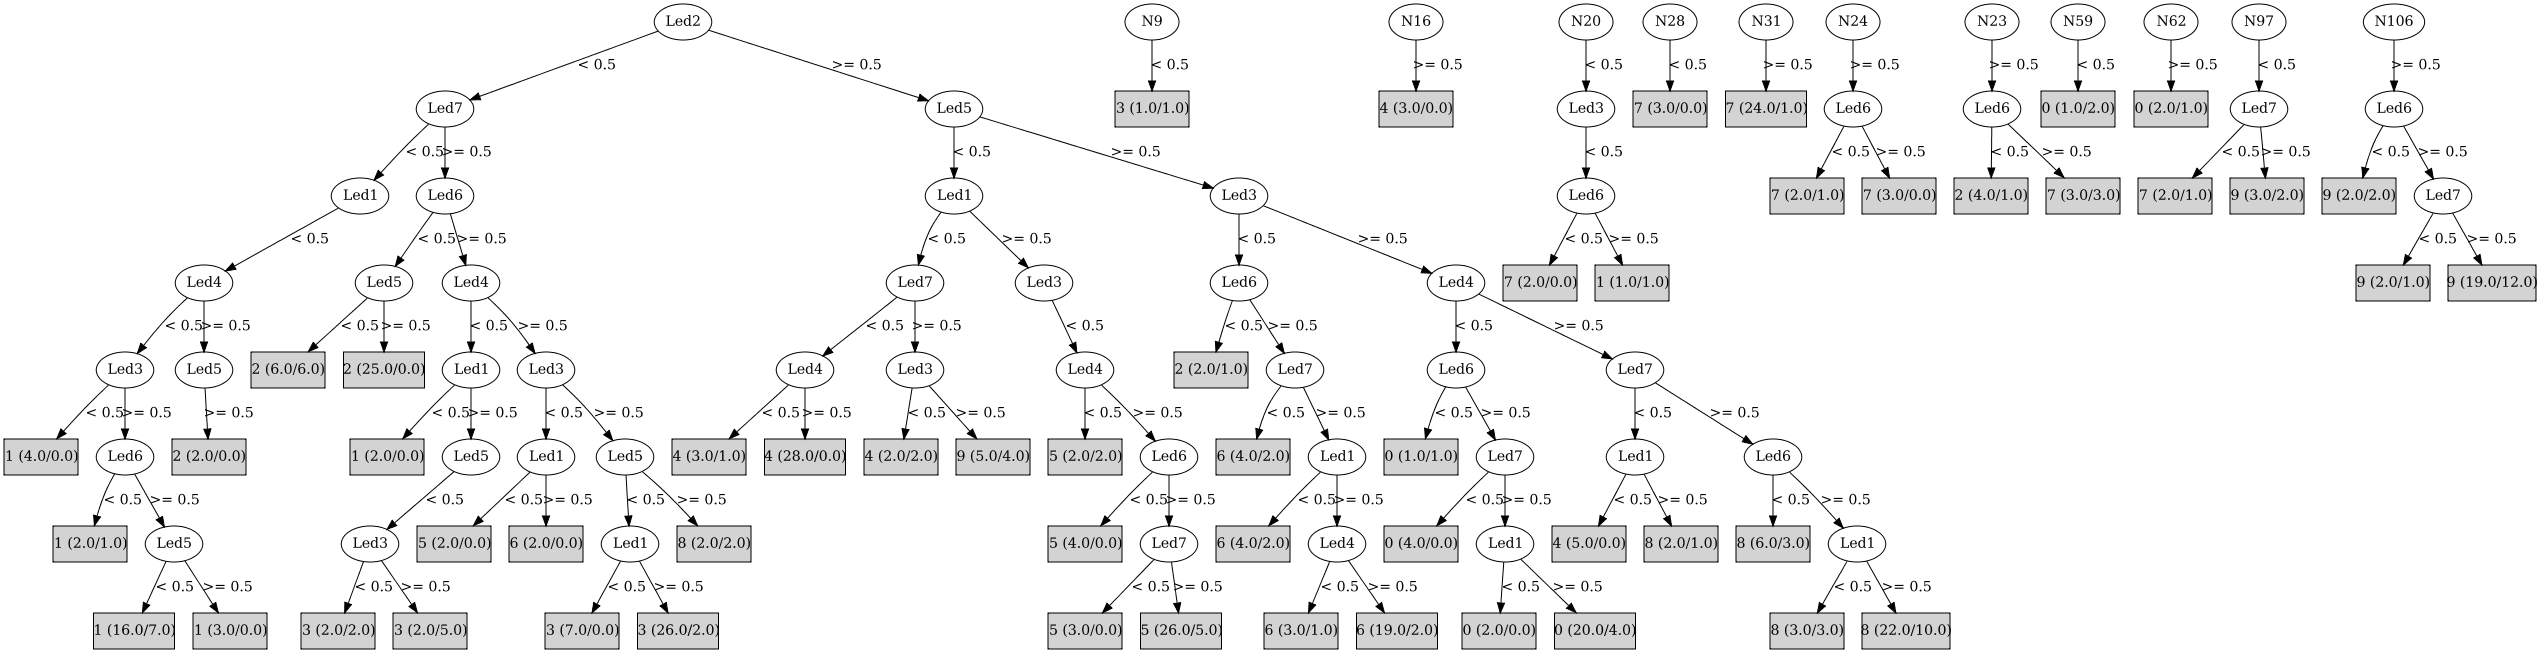 Led2 N9 N16 N20 N28 N31 N24 N23 N59 N62 N97 N106
< 0.5 >= 0.5 < 0.5 >= 0.5 < 0.5 < 0.5 >= 0.5 >= 0.5 >= 0.5 < 0.5 >= 0.5 < 0.5 >= 0.5
Led7 Led5 3 (1.0/1.0) 4 (3.0/0.0) Led3 7 (3.0/0.0) 7 (24.0/1.0) Led6 Led6 0 (1.0/2.0) 0 (2.0/1.0) Led7 Led6
< 0.5 >= 0.5 < 0.5 >= 0.5 < 0.5 < 0.5 >= 0.5 < 0.5 >= 0.5 < 0.5 >= 0.5 < 0.5 >= 0.5
Led1 Led6 Led1 Led3 Led6 7 (2.0/1.0) 7 (3.0/0.0) 2 (4.0/1.0) 7 (3.0/3.0) 7 (2.0/1.0) 9 (3.0/2.0) 9 (2.0/2.0) Led7
< 0.5 < 0.5 >= 0.5 < 0.5 >= 0.5 < 0.5 >= 0.5 < 0.5 >= 0.5 < 0.5 >= 0.5
Led4 Led5 Led4 Led7 Led3 Led6 Led4 7 (2.0/0.0) 1 (1.0/1.0) 9 (2.0/1.0) 9 (19.0/12.0)
< 0.5 >= 0.5 < 0.5 >= 0.5 < 0.5 >= 0.5 < 0.5 >= 0.5 < 0.5 < 0.5 >= 0.5 < 0.5 >= 0.5
Led3 Led5 2 (6.0/6.0) 2 (25.0/0.0) Led1 Led3 Led4 Led3 Led4 2 (2.0/1.0) Led7 Led6 Led7
< 0.5 >= 0.5 >= 0.5 < 0.5 >= 0.5 < 0.5 >= 0.5 < 0.5 >= 0.5 < 0.5 >= 0.5 < 0.5 >= 0.5 < 0.5 >= 0.5 < 0.5 >= 0.5 < 0.5 >= 0.5
1 (4.0/0.0) Led6 2 (2.0/0.0) 1 (2.0/0.0) Led5 Led1 Led5 4 (3.0/1.0) 4 (28.0/0.0) 4 (2.0/2.0) 9 (5.0/4.0) 5 (2.0/2.0) Led6 6 (4.0/2.0) Led1 0 (1.0/1.0) Led7 Led1 Led6
< 0.5 >= 0.5 < 0.5 < 0.5 >= 0.5 < 0.5 >= 0.5 < 0.5 >= 0.5 < 0.5 >= 0.5 < 0.5 >= 0.5 < 0.5 >= 0.5 < 0.5 >= 0.5
1 (2.0/1.0) Led5 Led3 5 (2.0/0.0) 6 (2.0/0.0) Led1 8 (2.0/2.0) 5 (4.0/0.0) Led7 6 (4.0/2.0) Led4 0 (4.0/0.0) Led1 4 (5.0/0.0) 8 (2.0/1.0) 8 (6.0/3.0) Led1
< 0.5 >= 0.5 < 0.5 >= 0.5 < 0.5 >= 0.5 < 0.5 >= 0.5 < 0.5 >= 0.5 < 0.5 >= 0.5 < 0.5 >= 0.5
1 (16.0/7.0) 1 (3.0/0.0) 3 (2.0/2.0) 3 (2.0/5.0) 3 (7.0/0.0) 3 (26.0/2.0) 5 (3.0/0.0) 5 (26.0/5.0) 6 (3.0/1.0) 6 (19.0/2.0) 0 (2.0/0.0) 0 (20.0/4.0) 8 (3.0/3.0) 8 (22.0/10.0)